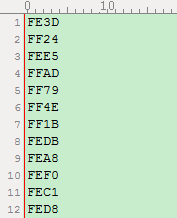 0 10
1 FE3D
2 FF24
3 FEE5
4 FFAD
5 FF79
6 FF4E
7 FF1B
8 FEDB
9 FEA8
10 FEF0
11 FEC1
12 FED8